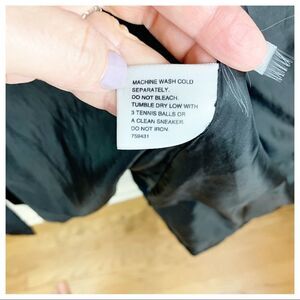 MACHINE WASH COLD
SEPARATELY.
DO NOT BLEACH.
TUMBLE DRY LOW WITH
3 TENNIS BALLS OR
A CLEAN SNEAKER.
DO NOT IRON.
759431